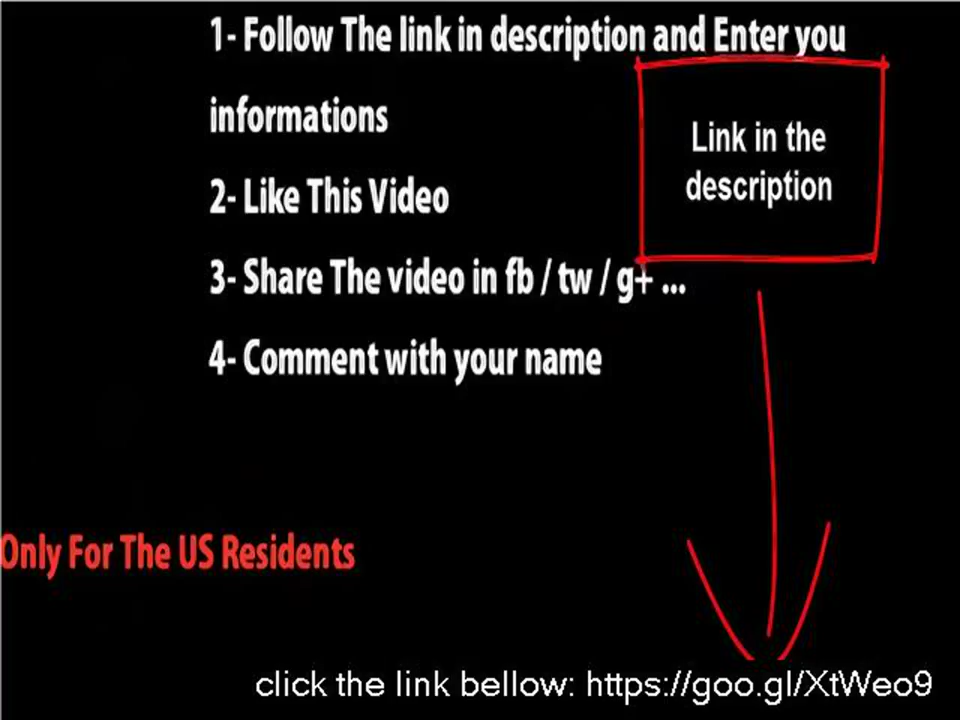 1- Follow The link in description and Enter you
informations
Link in the
description
2- Like This Video
3- Share The video in fb / tw / g+ ...
4- Comment with your name
Only For The US Residents
click the link bellow: https://goo.gl/XtWeo9